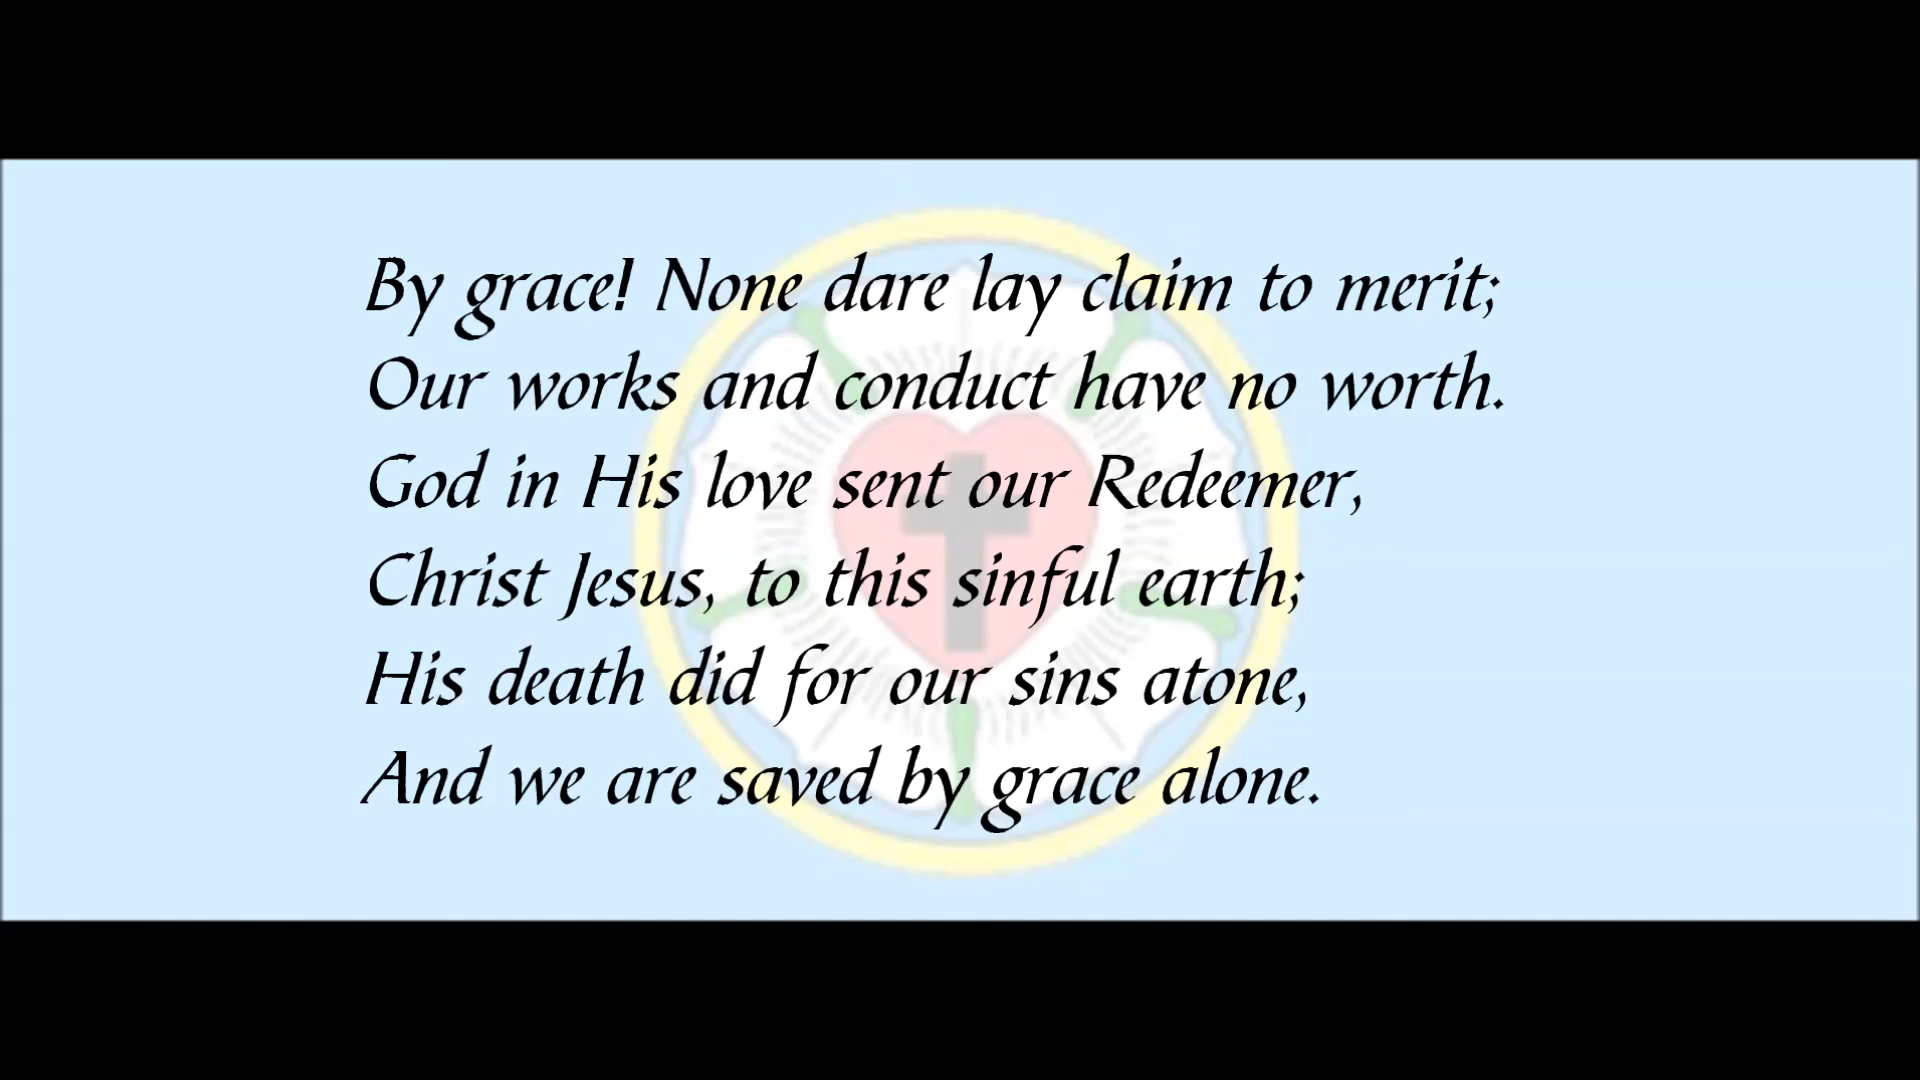 By grace! None dare lay claim to merit;
Our works and conduct have no worth.
God in His love sent our Redeemer,
Christ Jesus, to this sinful earth;
His death did for our sins atone,
And we are saved by grace alone.